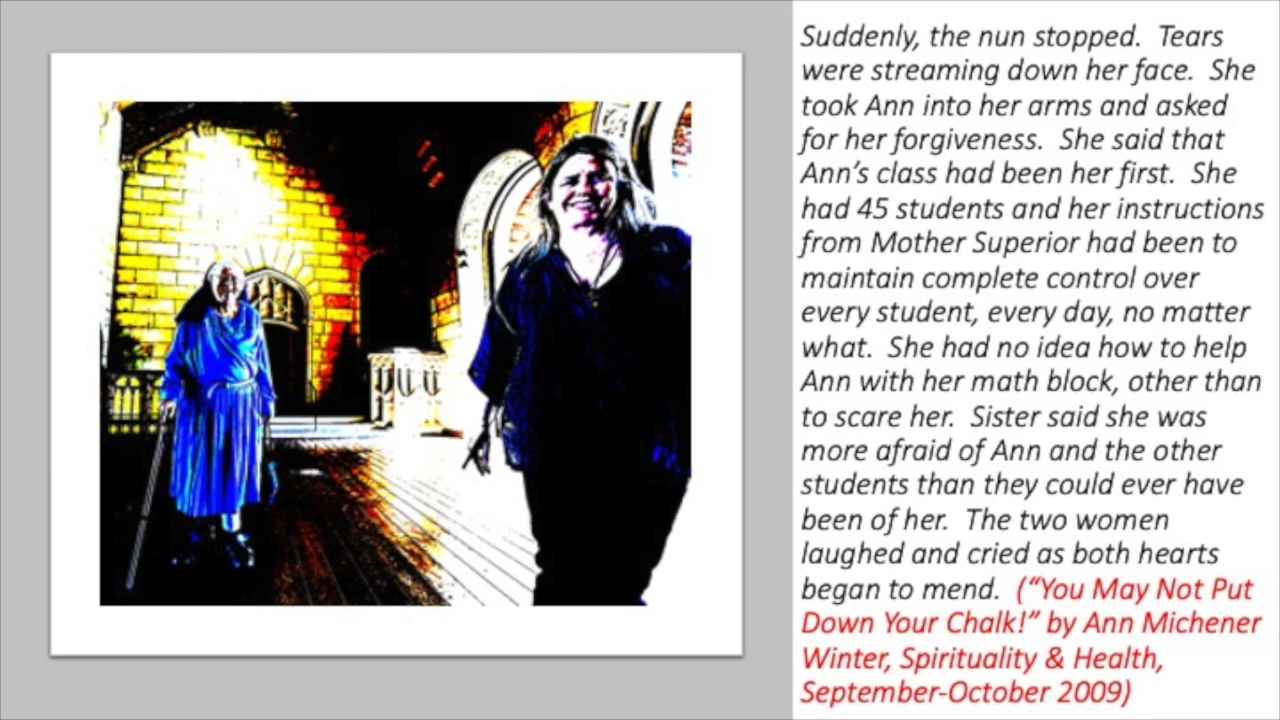 Suddenly, the nun stopped.  Tears
were streaming down her face.  She
took Ann into her arms and asked
for her forgiveness.  She said that
Ann’s class had been her first.  She
had 45 students and her instructions
from Mother Superior had been to
maintain complete control over
every student, every day, no matter
what.  She had no idea how to help
Ann with her math block, other than
to scare her.  Sister said she was
more afraid of Ann and the other
students than they could ever have
been of her.  The two women
laughed and cried as both hearts
began to mend.  (“You May Not Put
Down Your Chalk!” by Ann Michener
Winter, Spirituality & Health,
September-October 2009)